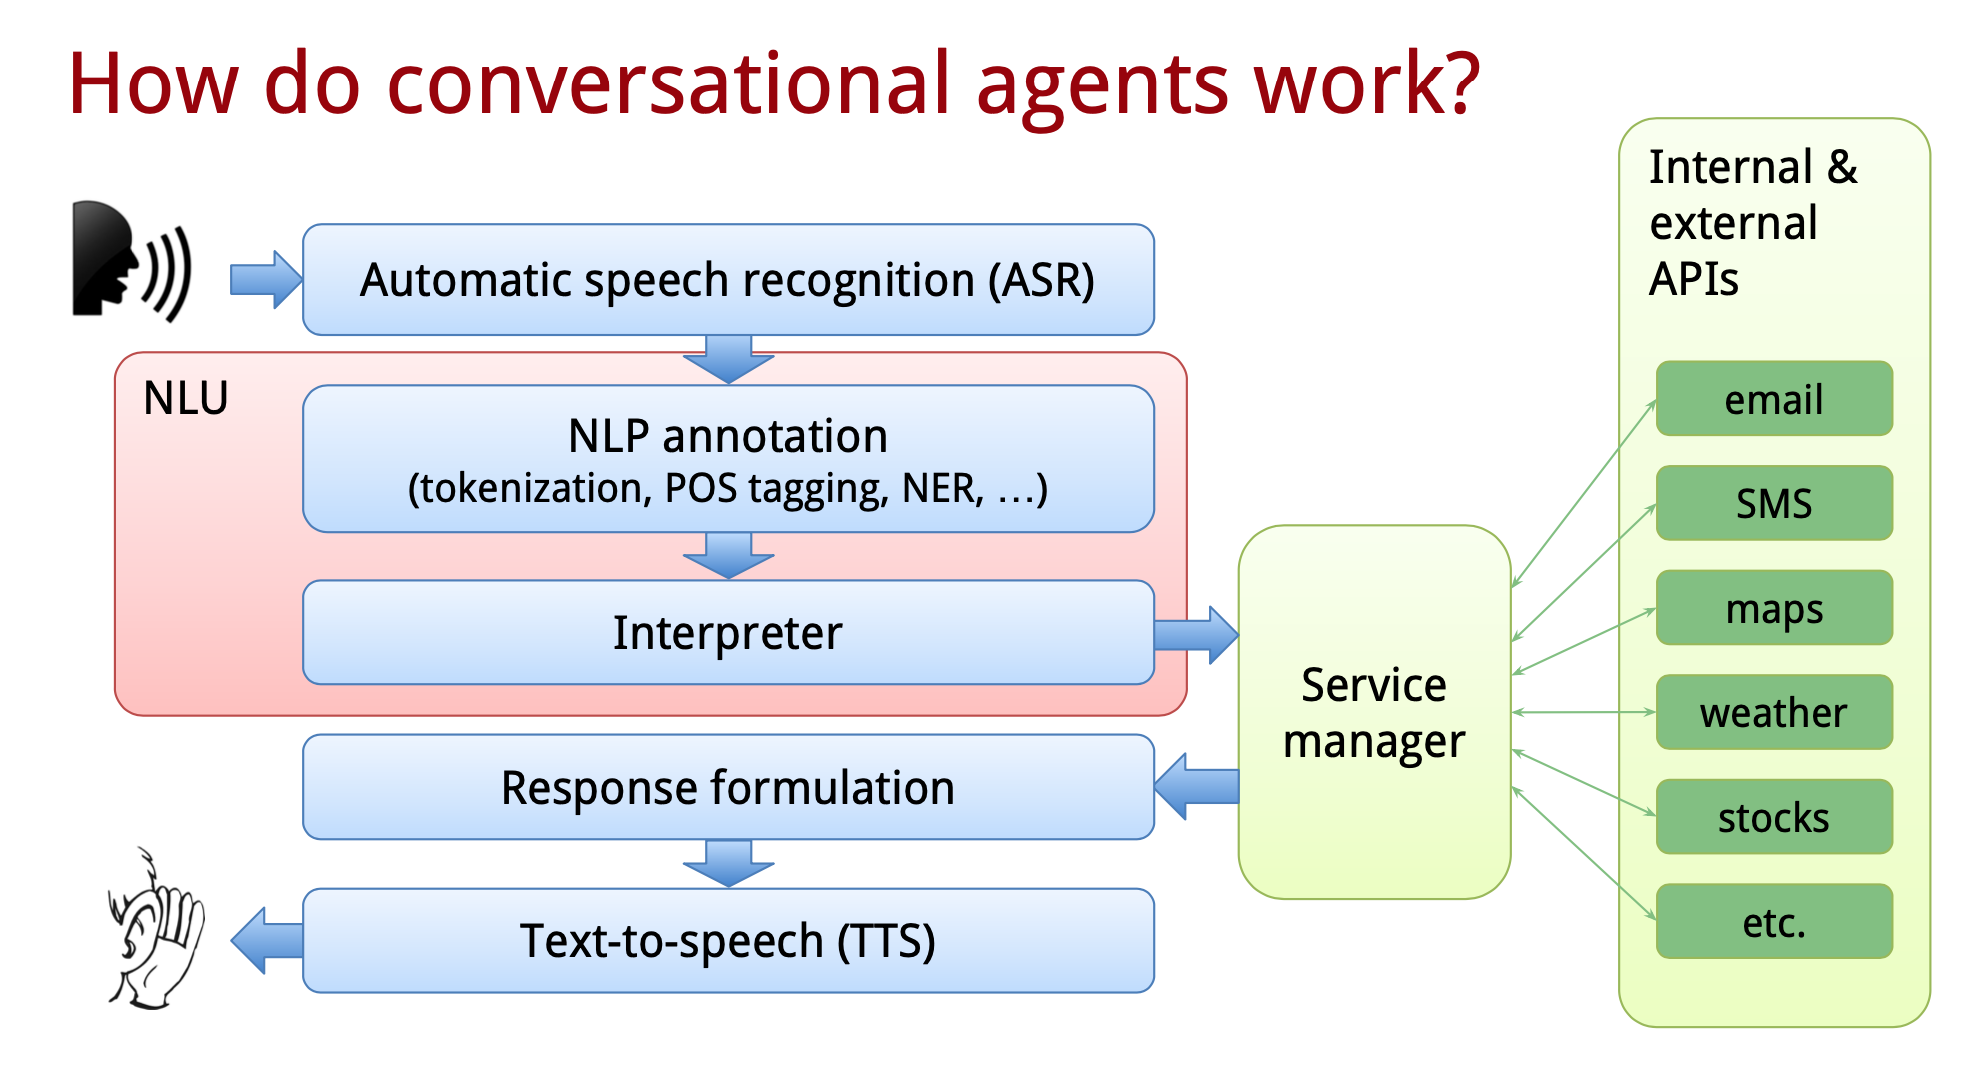 How do conversational agents work?
Automatic speech recognition (ASR)
NLU
NLP annotation
(tokenization, POS tagging, NER, …)
Interpreter
Response formulation
Text-to-speech (TTS)
Service
manager
Internal &
external
APIs
email
SMS
maps
weather
stocks
etc.